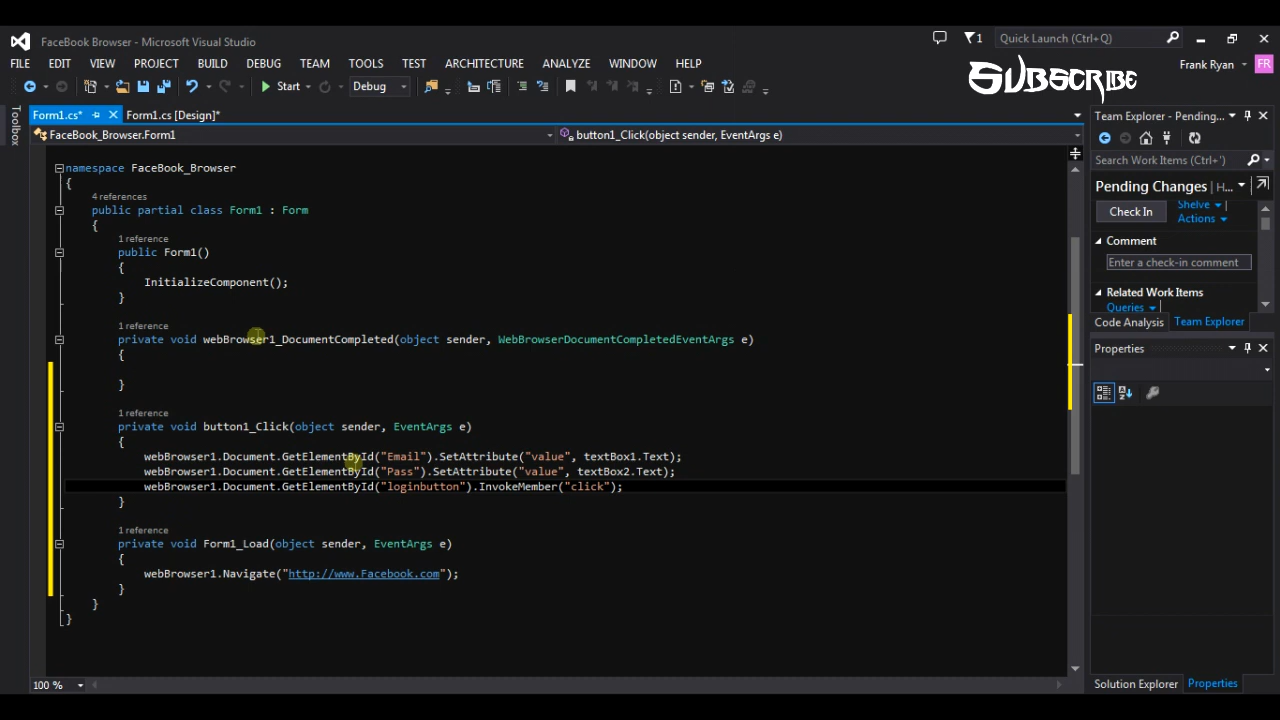 FaceBook Browser - Microsoft Visual Studio
1
Quick Launch (Ctrl+Q)
FILE EDIT VIEW PROJECT BUILD DEBUG TEAM TOOLS TEST ARCHITECTURE ANALYZE WINDOW HELP
Frank Ryan
FR
SUBSCRIBE
Start
Debug
Toolbox
Form1.cs*
Form1.cs [Design]*
FaceBook_Browser.Form1
button1_Click(object sender, EventArgs e)
namespace FaceBook_Browser
{
4 references
public partial class Form1 : Form
{
1 reference
public Form1()
{
InitializeComponent();
}
1 reference
private void webBrowser1_DocumentCompleted(object sender, WebBrowserDocumentCompletedEventArgs e)
{
}
1 reference
private void button1_Click(object sender, EventArgs e)
{
webBrowser1.Document.GetElementById("Email").SetAttribute("value", textBox1.Text);
webBrowser1.Document.GetElementById("Pass").SetAttribute("value", textBox2.Text);
webBrowser1.Document.GetElementById("loginbutton").InvokeMember("click");
}
1 reference
private void Form1_Load(object sender, EventArgs e)
{
webBrowser1.Navigate("http://www.Facebook.com");
}
}
}
100 %
Team Explorer - Pending...
Search Work Items (Ctrl+')
Pending Changes | H...
Check In
Shelve
Actions
Comment
Enter a check-in comment
Related Work Items
Queries
Code Analysis
Team Explorer
Properties
Solution Explorer
Properties